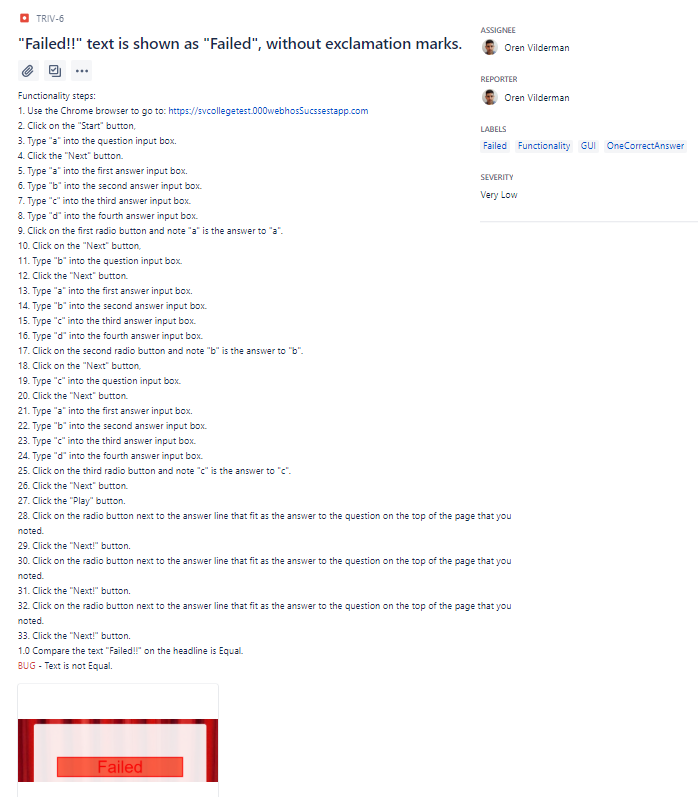 TRIV-6
"Failed!!" text is shown as "Failed", without exclamation marks.
Functionality steps:
1. Use the Chrome browser to go to: https://svcollegetest.000webhosSucssestapp.com
2. Click on the "Start" button,
3. Type "a" into the question input box.
4. Click the "Next" button,
5. Type "a" into the first answer input box.
6. Type "b" into the second answer input box.
7. Type "c" into the third answer input box.
8. Type "d" into the fourth answer input box.
9. Click on the first radio button and note "a" is the answer to "a".
10. Click on the "Next" button,
11. Type "b" into the question input box.
12. Click the "Next" button.
13. Type "a" into the first answer input box.
14. Type "b" into the second answer input box.
15. Type "c" into the third answer input box.
16. Type "d" into the fourth answer input box.
17. Click on the second radio button and note "b" is the answer to "b".
18. Click on the "Next" button,
19. Type "c" into the question input box.
20. Click the "Next" button.
21. Type "a" into the first answer input box.
22. Type "b" into the second answer input box.
23. Type "c" into the third answer input box.
24. Type "d" into the fourth answer input box.
25. Click on the third radio button and note "c" is the answer to "c".
26. Click the "Next" button.
27. Click the "Play" button.
28. Click on the radio button next to the answer line that fit as the answer to the question on the top of the page that you
noted.
29. Click the "Next!" button.
30. Click on the radio button next to the answer line that fit as the answer to the question on the top of the page that you
noted.
31. Click the "Next!" button.
32. Click on the radio button next to the answer line that fit as the answer to the question on the top of the page that you
noted.
33. Click the "Next!" button.
1.0 Compare the text "Failed!!" on the headline is Equal.
BUG - Text is not Equal.
Failed
ASSIGNEE
Oren Vilderman
REPORTER
Oren Vilderman
LABELS
Failed Functionality GUI OneCorrectAnswer
SEVERITY
Very Low